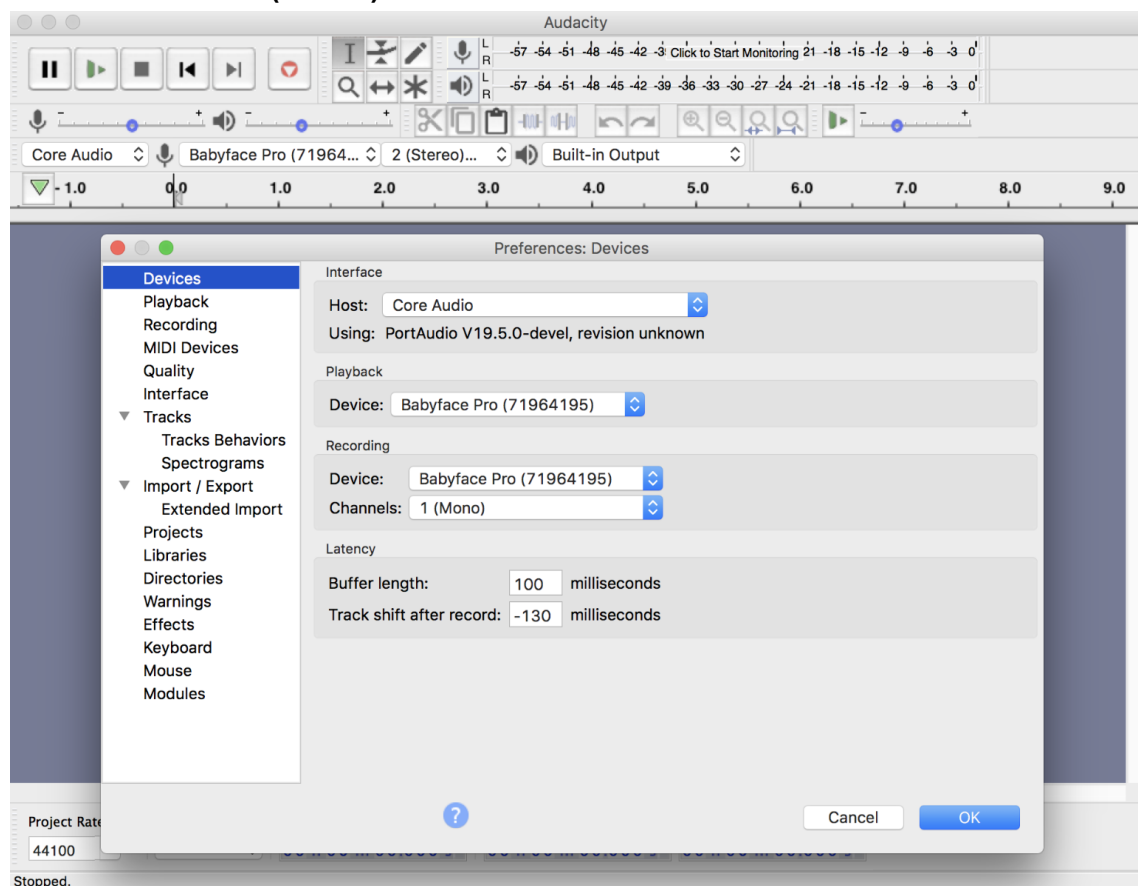 Audacity
L
R
-57 -54 -51 -48 -45 -42 -3 Click to Start Monitoring 21 -18 -15 -12 -9 -6 -3 0
L
R
-57 -54 -51 -48 -45 -42 -39 -36 -33 -30 -27 -24 -21 -18 -15 -12 -9 -6 -3 0
- + - + - +
Core Audio Babyface Pro (71964... 2 (Stereo)... Built-in Output
- 1.0 0.0 1.0 2.0 3.0 4.0 5.0 6.0 7.0 8.0 9.0
Preferences: Devices
Devices
Playback
Recording
MIDI Devices
Quality
Interface
Tracks
Tracks Behaviors
Spectrograms
Import / Export
Extended Import
Projects
Libraries
Directories
Warnings
Effects
Keyboard
Mouse
Modules
Interface
Host: Core Audio
Using: PortAudio V19.5.0-devel, revision unknown
Playback
Device: Babyface Pro (71964195)
Recording
Device: Babyface Pro (71964195)
Channels: 1 (Mono)
Latency
Buffer length: 100 milliseconds
Track shift after record: -130 milliseconds
?
Cancel
OK
Project Rate
44100
Stopped.